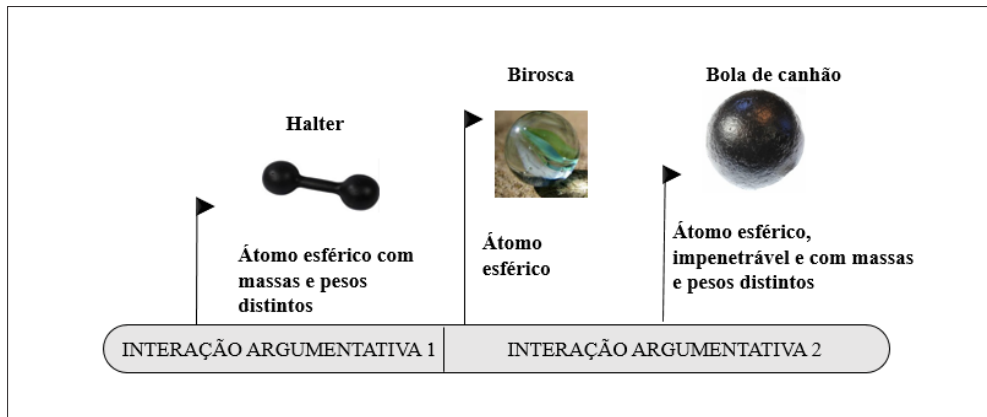 Halter
Átomo esférico com
massas e pesos
distintos
Birosca
Átomo
esférico
Bola de canhão
Átomo esférico,
impenetrável e com massas
e pesos distintos
INTERAÇÃO ARGUMENTATIVA 1
INTERAÇÃO ARGUMENTATIVA 2